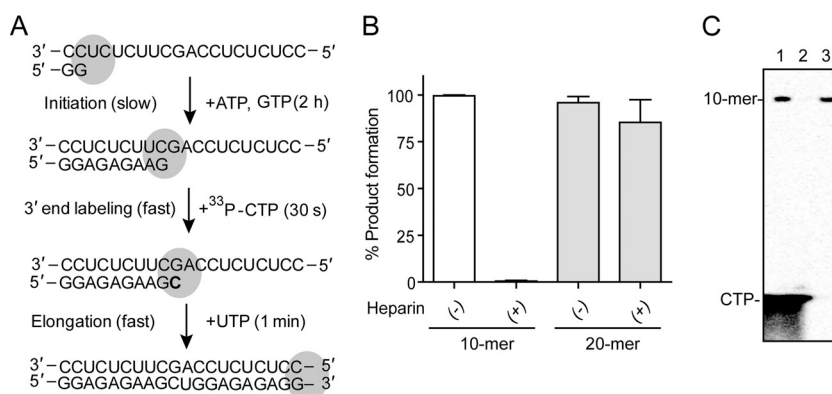 A
3′ –CCUCUCUUCGACCUCUCUCC– 5′
5′ –GG
Initiation (slow) +ATP, GTP (2 h)
3′ –CCUCUCUUCGACCUCUCUCC– 5′
5′ –GGAGAGAAG
3′ end labeling (fast) +³³P-CTP (30 s)
3′ –CCUCUCUUCGACCUCUCUCC– 5′
5′ –GGAGAGAAGC
Elongation (fast) +UTP (1 min)
3′ –CCUCUCUUCGACCUCUCUCC– 5′
5′ –GGAGAGAAGCUGGAGAGAGG– 3′
B
% Product formation
100
75
50
25
0
Heparin (-) (+) (-) (+)
10-mer 20-mer
C
1 2 3
10-mer-
CTP-